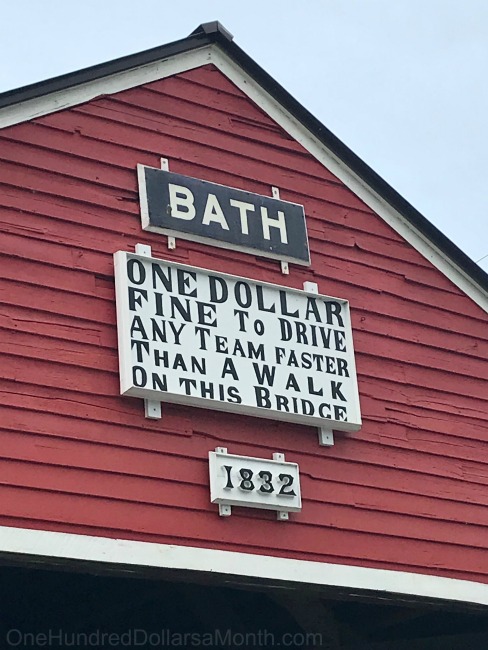 BATH
ONE DOLLAR
FINE TO DRIVE
ANY TEAM FASTER
THAN A WALK
ON THIS BRIDGE
1832
OneHundredDollarsaMonth.com